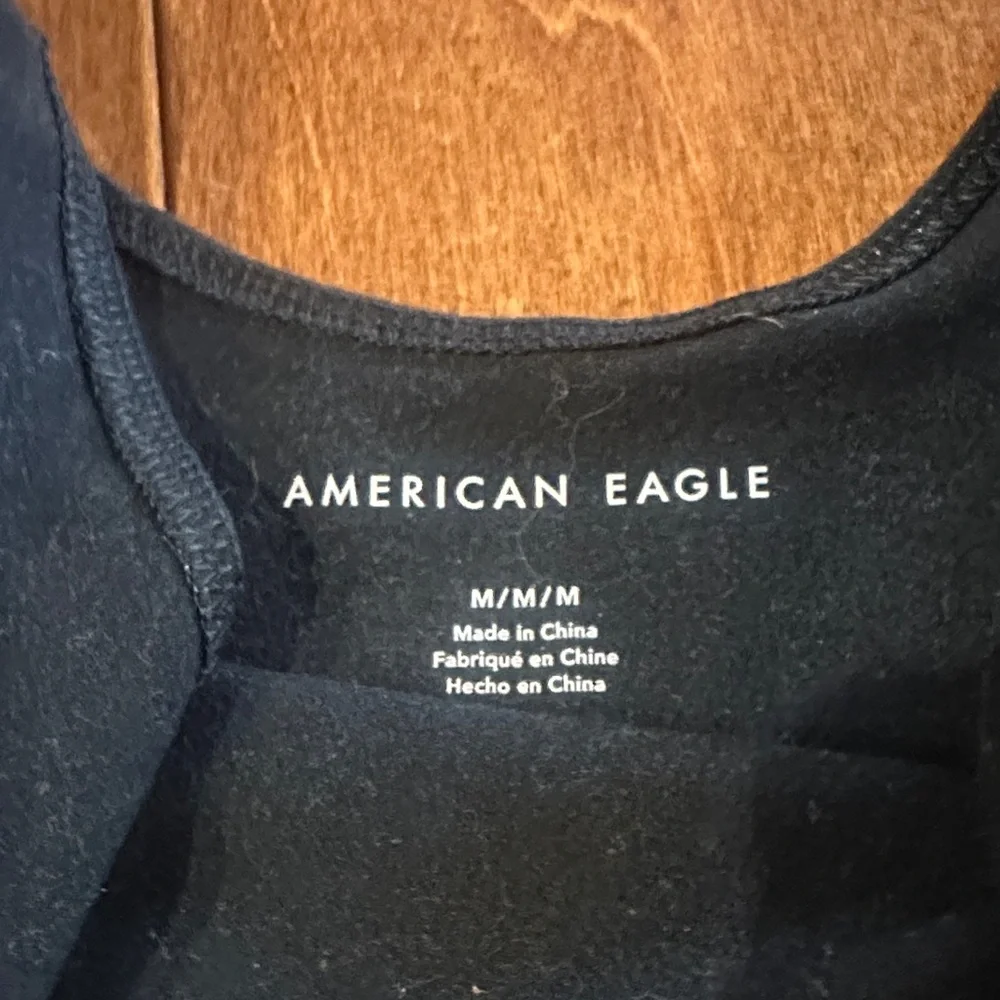 AMERICAN EAGLE
M/M/M
Made in China
Fabriqué en Chine
Hecho en China